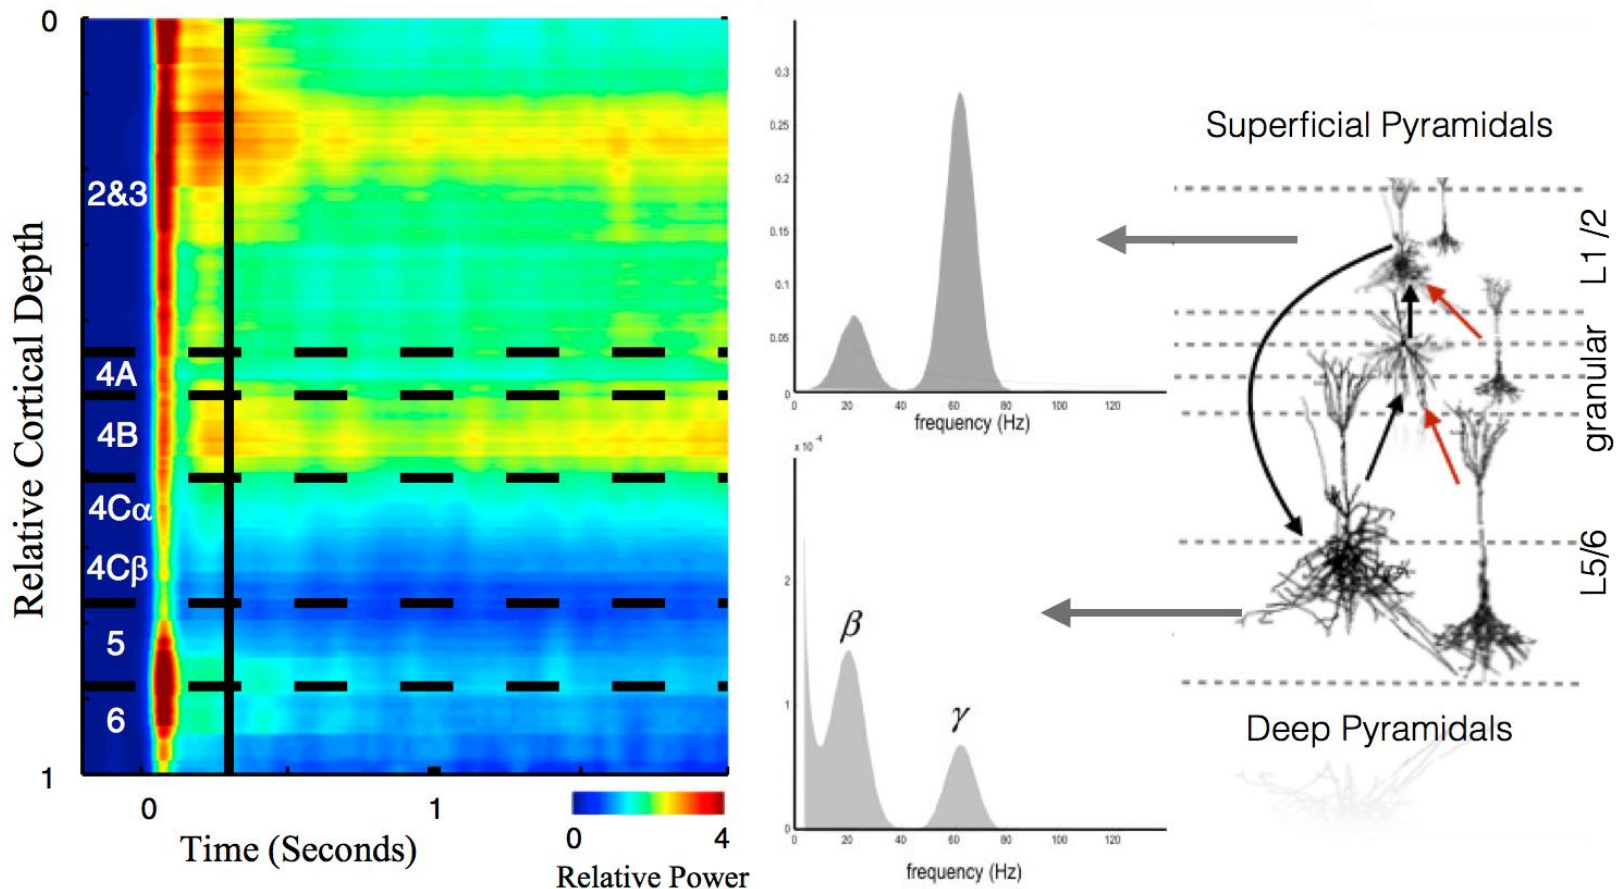 0
2&3
4A
4B
4Cα
4Cβ
5
6
1
Relative Cortical Depth
0
1
Time (Seconds)
0
4
Relative Power
0.3
0.25
0.2
0.15
0.1
0.05
0
0
20
40
60
80
100
120
frequency (Hz)
x 10⁻⁴
2
1
0
β
γ
0
20
40
60
80
100
120
frequency (Hz)
Superficial Pyramidals
L1 /2
granular
L5/6
Deep Pyramidals